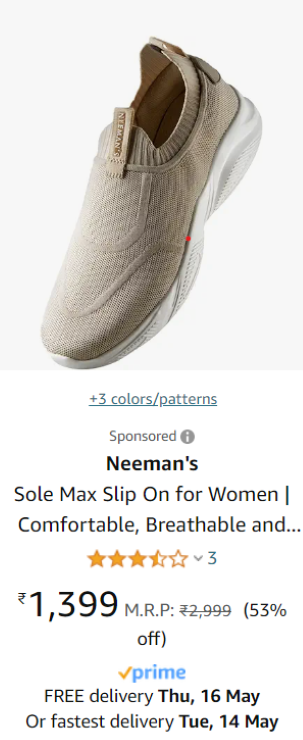 NEEMAN'S
+3 colors/patterns
Sponsored
Neeman's
Sole Max Slip On for Women |
Comfortable, Breathable and...
3
₹1,399 M.R.P: ₹2,999 (53%
off)
prime
FREE delivery Thu, 16 May
Or fastest delivery Tue, 14 May